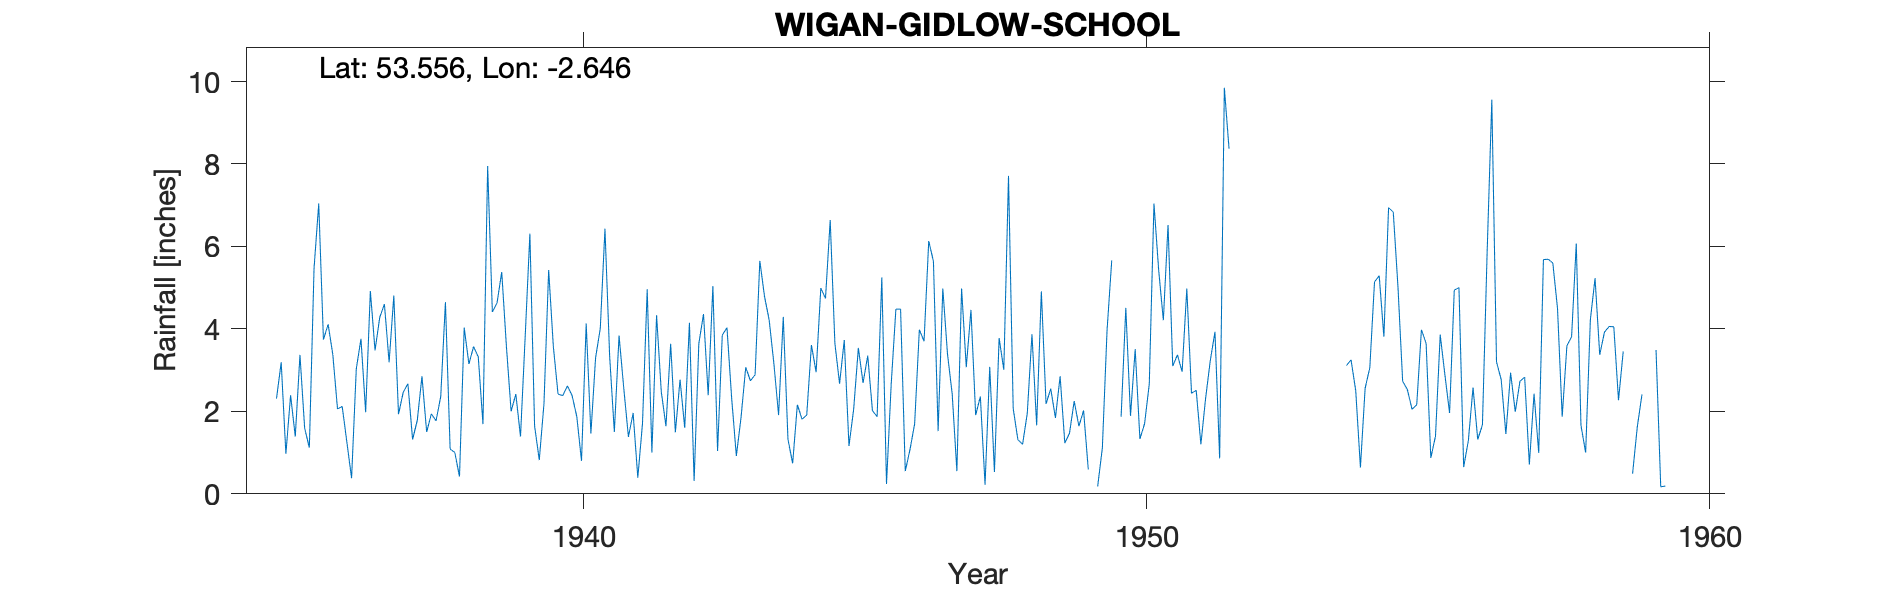 WIGAN-GIDLOW-SCHOOL
Lat: 53.556, Lon: -2.646
10
8
6
4
2
0
Rainfall [inches]
1940 1950 1960
Year